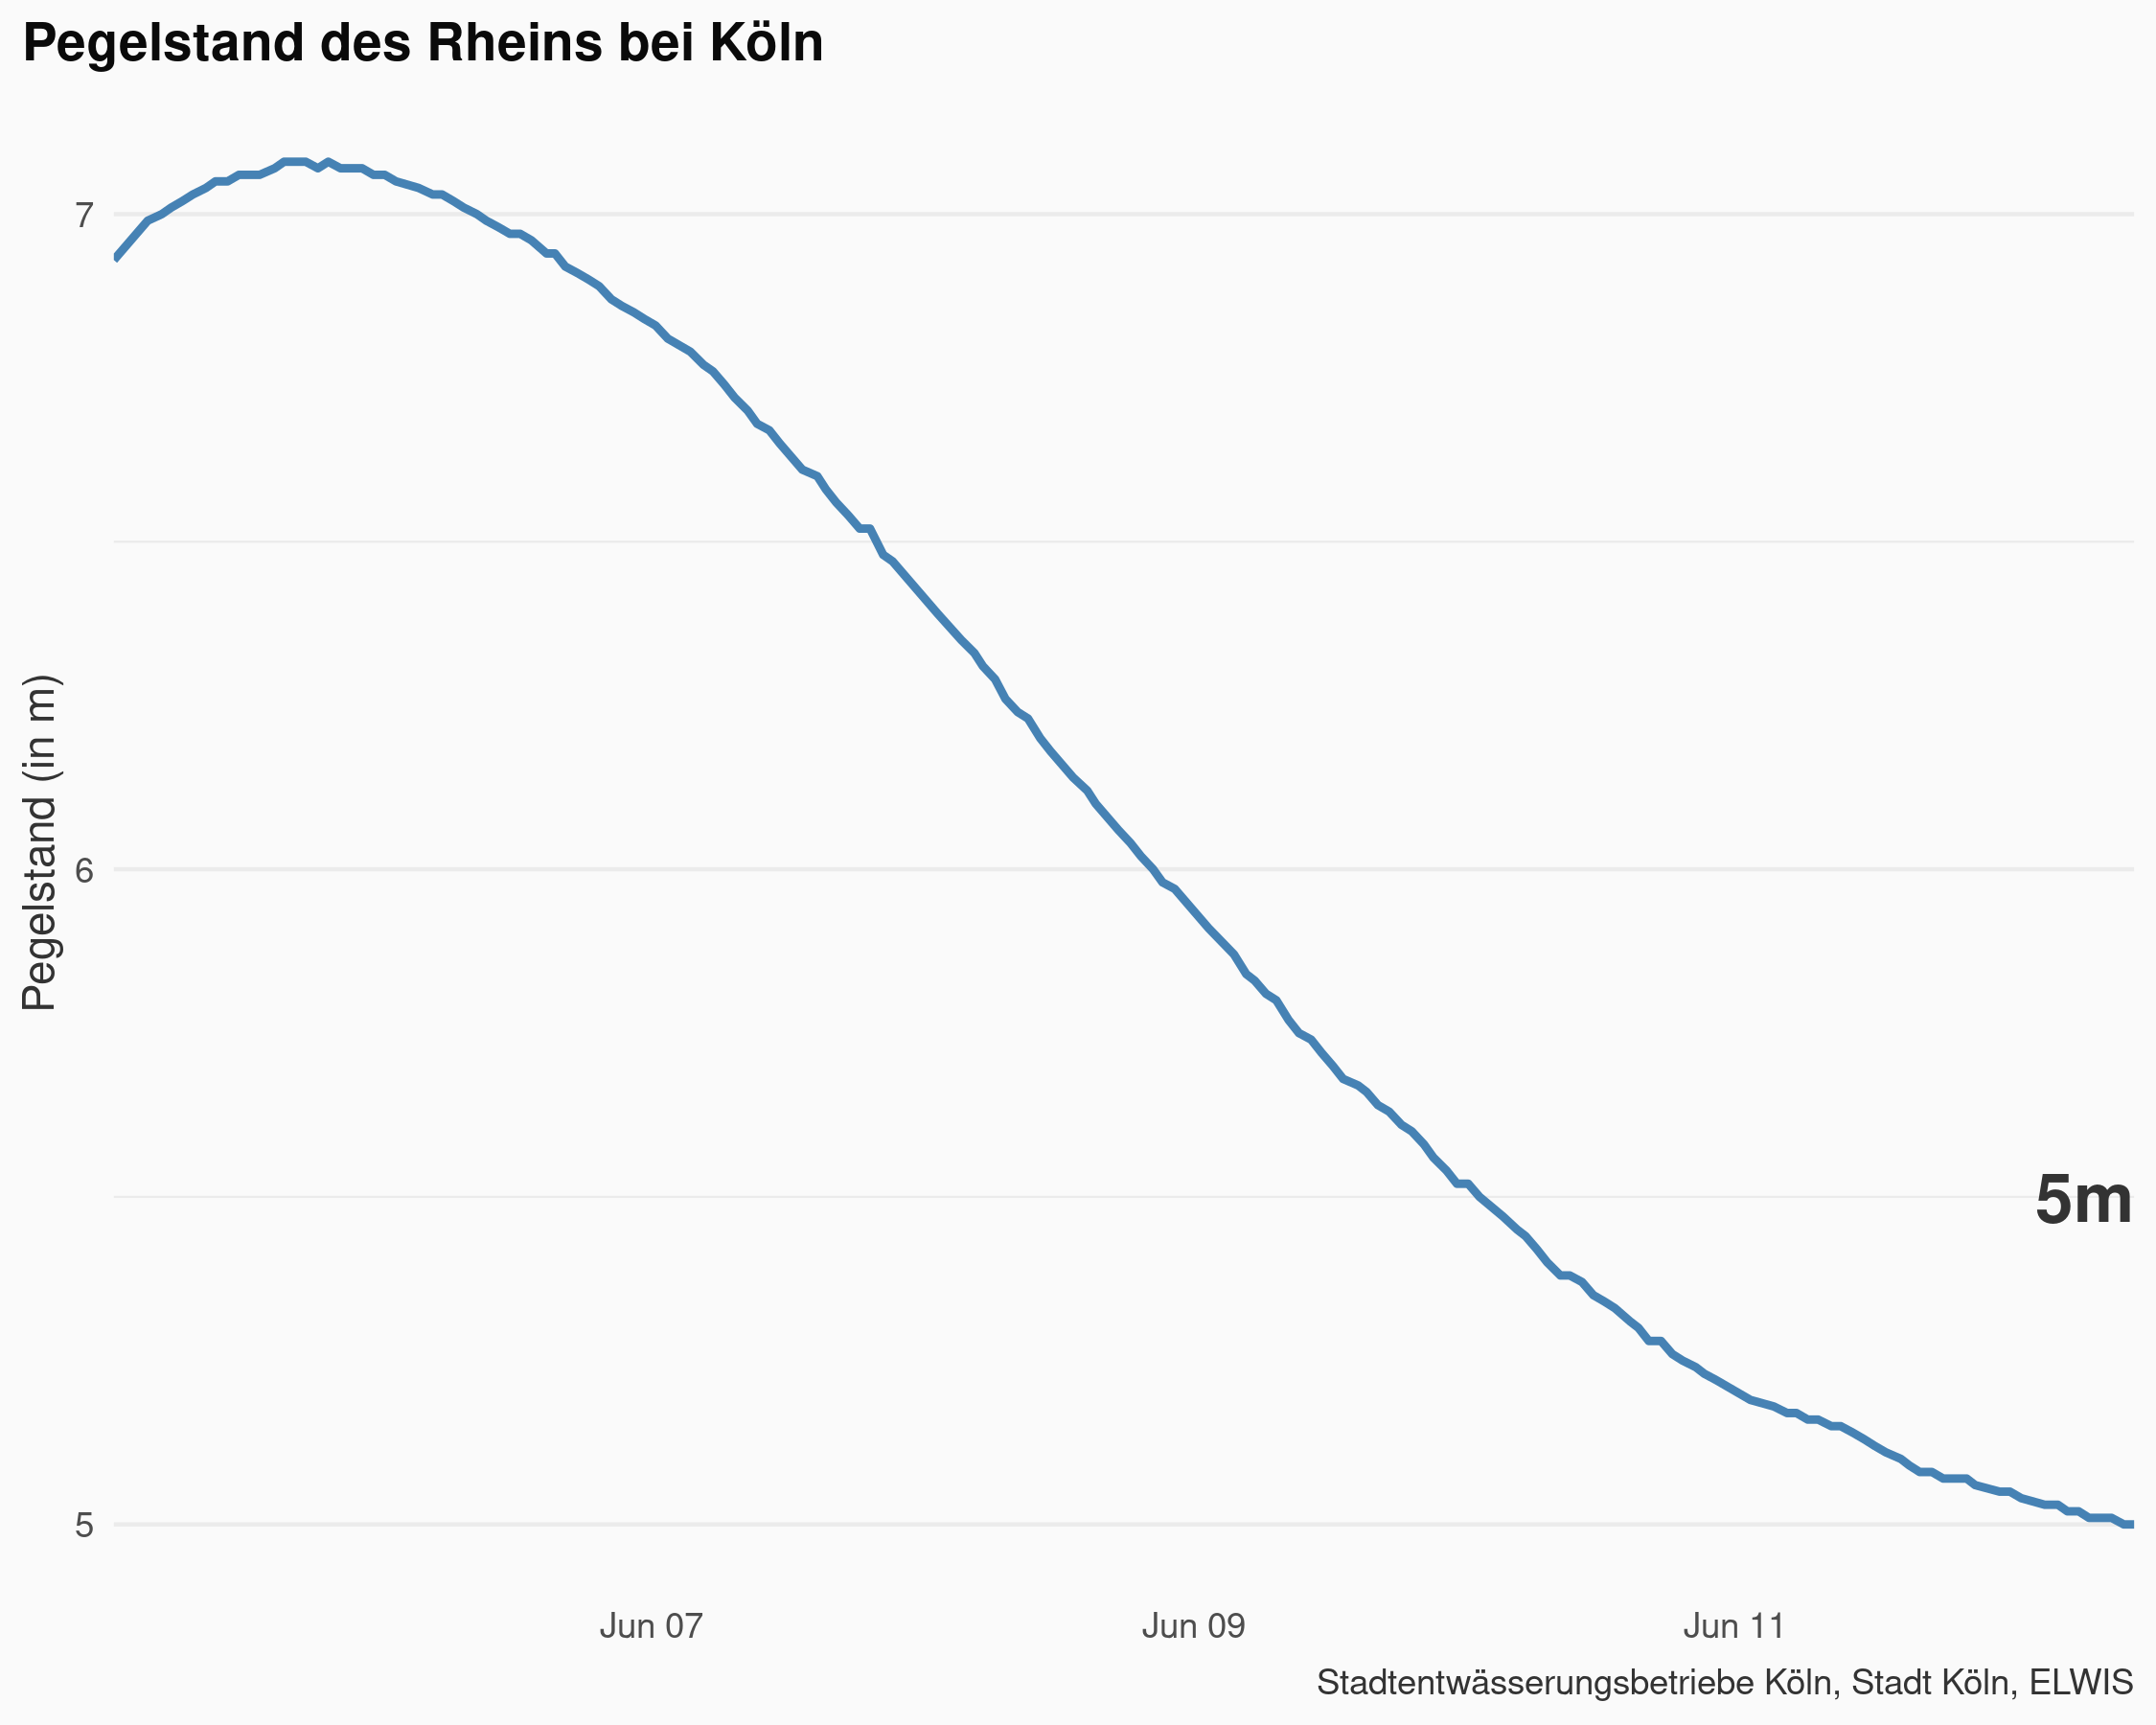 Pegelstand des Rheins bei Köln
Pegelstand (in m)
7
6
5
5m
Jun 07
Jun 09
Jun 11
Stadtentwässerungsbetriebe Köln, Stadt Köln, ELWIS